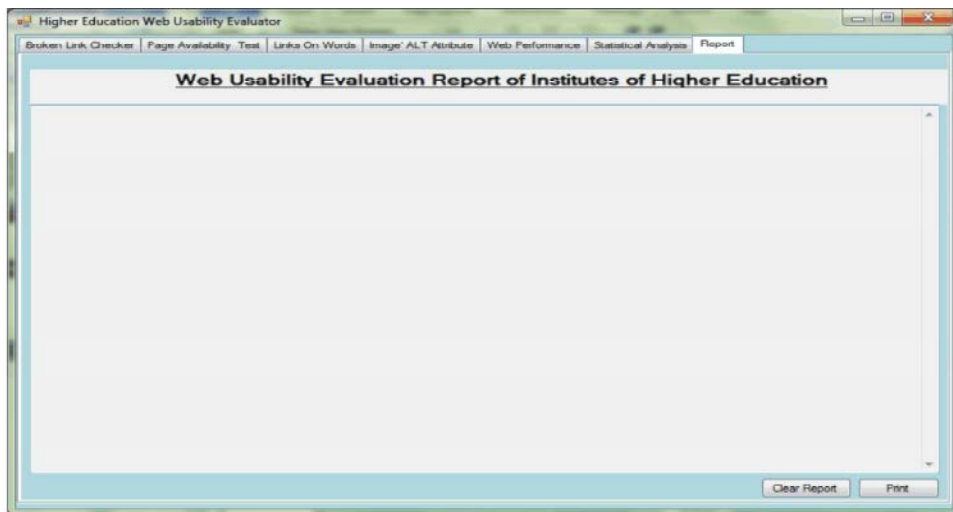 Higher Education Web Usability Evaluator
Broken Link Checker Page Availability Test Links On Words Image' ALT Attribute Web Performance Statistical Analysis Report
Web Usability Evaluation Report of Institutes of Higher Education
Clear Report Print